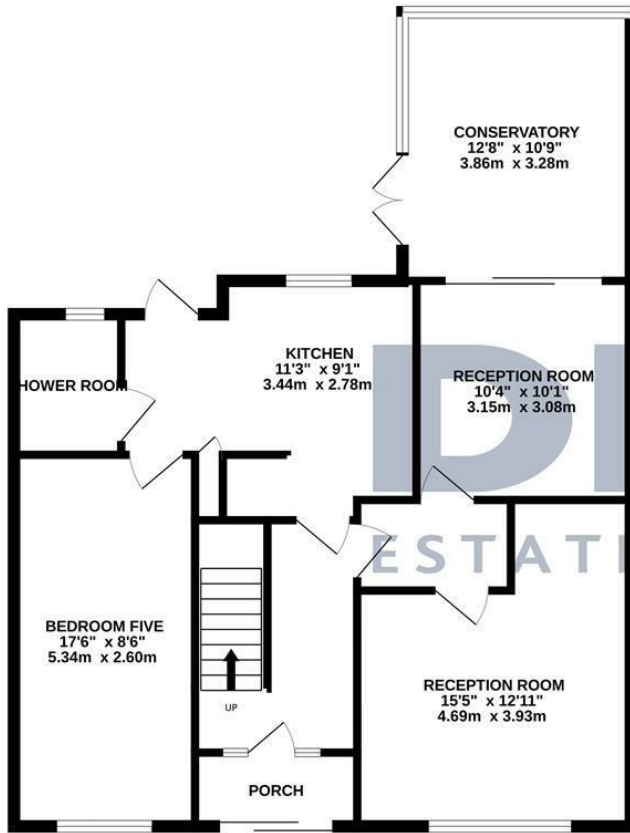 CONSERVATORY
12'8" x 10'9"
3.86m x 3.28m
KITCHEN
11'3" x 9'1"
3.44m x 2.78m
RECEPTION ROOM
10'4" x 10'1"
3.15m x 3.08m
HOWER ROOM
D
ESTAT
BEDROOM FIVE
17'6" x 8'6"
5.34m x 2.60m
UP
RECEPTION ROOM
15'5" x 12'11"
4.69m x 3.93m
PORCH